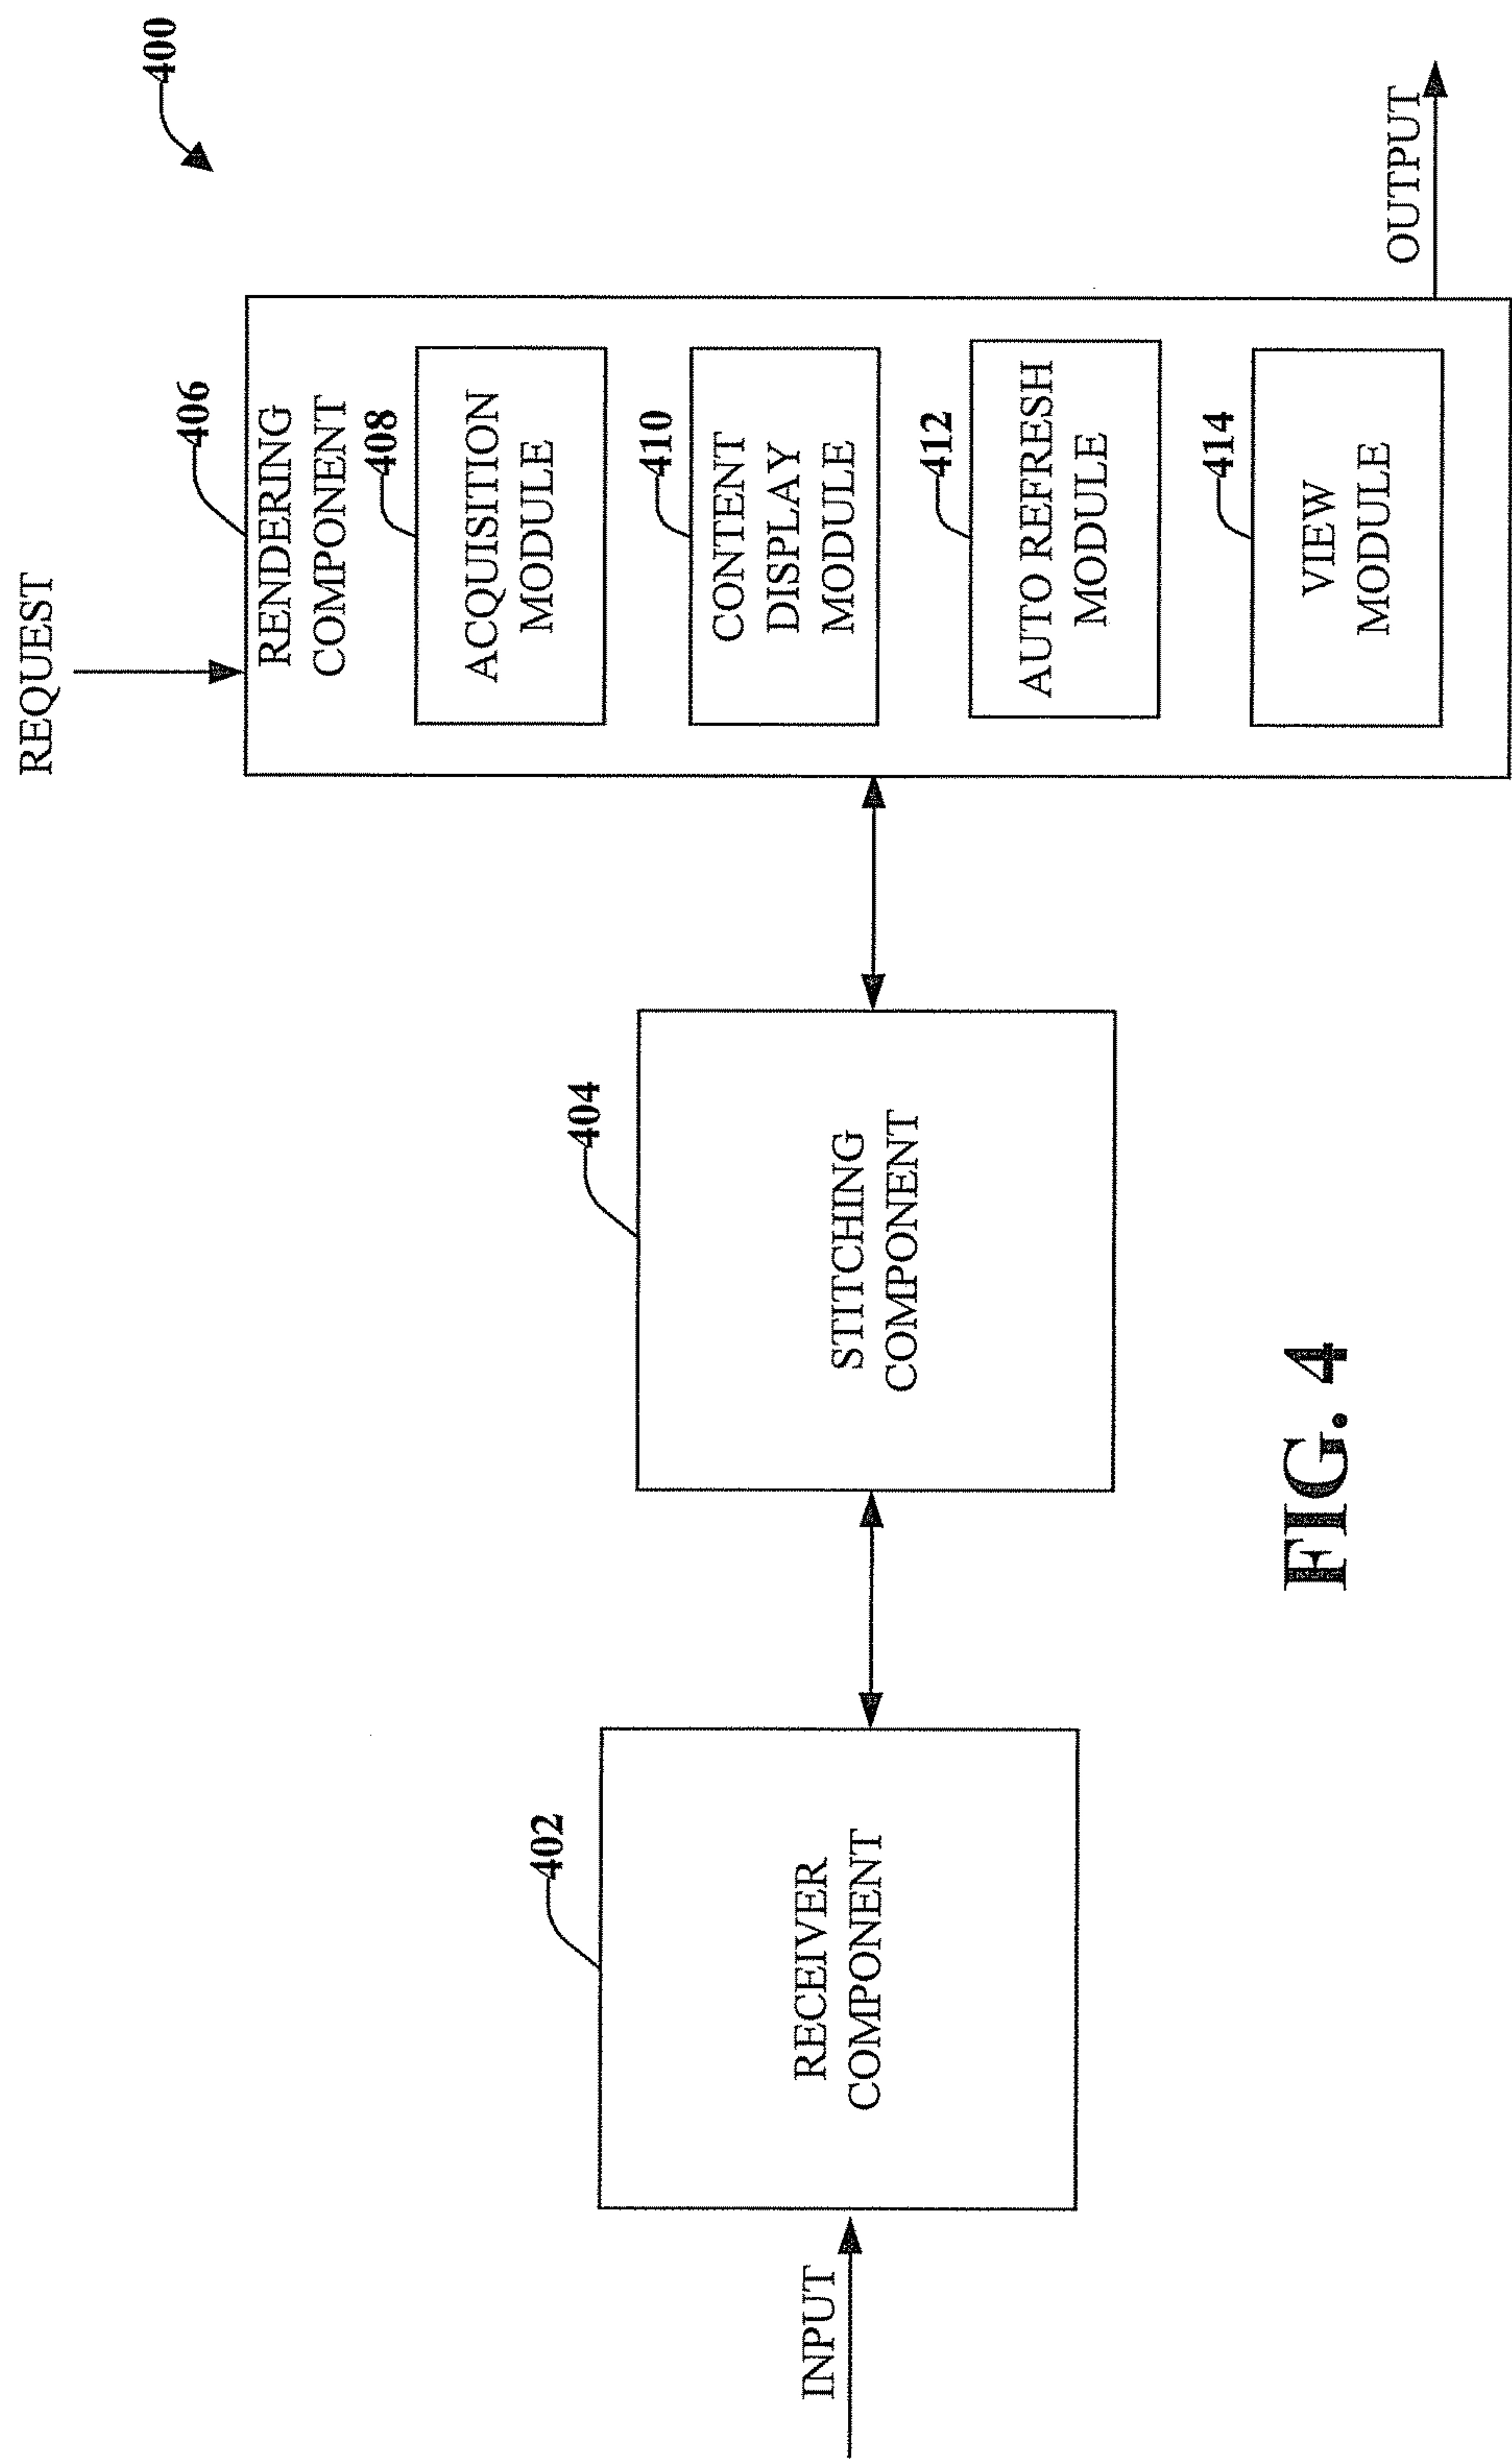 400
REQUEST
406
RENDERING
COMPONENT
408
ACQUISITION
MODULE
410
CONTENT
DISPLAY
MODULE
412
AUTO REFRESH
MODULE
414
VIEW
MODULE
OUTPUT
404
STITCHING
COMPONENT
402
RECEIVER
COMPONENT
INPUT
FIG. 4